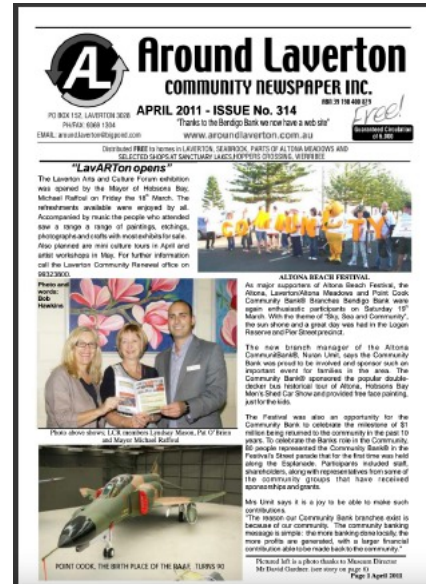 AL
Around Laverton
COMMUNITY NEWSPAPER INC.
PO BOX 152, LAVERTON 3028
PH/FAX: 9369 1304
EMAIL: around.laverton@bigpond.com
APRIL 2011 - ISSUE No. 314
"Thanks to the Bendigo Bank we now have a web site"
www.aroundlaverton.com.au
Free!
Guaranteed Circulation
Distributed FREE to homes in LAVERTON, SEABROOK, PARTS OF ALTONA MEADOWS AND
SELECTED SHOPS AT SANCTUARY LAKES, HOPPERS CROSSING, WERRIBEE
"LavARTon opens"
The Laverton Arts and Culture Forum exhibition
was opened by the Mayor of Hobsons Bay,
Michael Raffoul on Friday the 18th March. The
refreshments available were enjoyed by all.
Accompanied by music the people who attended
saw a range a range of paintings, etchings,
photographs and crafts with most exhibits for sale.
Also planned are mini culture tours in April and
artist workshops in May. For further information
call the Laverton Community Renewal office on
99323800.
Photo and
words:
Bob
Hawkins
Photo above shows; LCR members Lyndsay Mason, Pat O'Brien
and Mayor Michael Raffoul
POINT COOK, THE BIRTH PLACE OF THE RAAF TURNS 90
ALTONA BEACH FESTIVAL
As major supporters of Altona Beach Festival, the
Altona, Laverton/Altona Meadows and Point Cook
Community Bank® Branches Bendigo Bank were
again enthusiastic participants on Saturday 19th
March. With the theme of "Sky, Sea and Community",
the sun shone and a great day was had in the Logan
Reserve and Pier Street precinct.
The new branch manager of the Altona
CommunitiBank®, Nuran Umit, says the Community
Bank was proud to be involved and sponsor such an
important event for families in the area. The
Community Bank® sponsored the popular double-
decker bus historical tour of Altona, Hobsons Bay
Men's Shed Car Show and provided free face painting,
just for the kids.
The Festival was also an opportunity for the
Community Bank to celebrate the milestone of $1
million being returned to the community in the past 10
years. To celebrate the Banks role in the Community,
80 people represented the Community Bank® in the
Festival's Street parade that for the first time was held
along the Esplanade. Participants included staff,
shareholders, along with representatives from some of
the community groups that have received
sponsorships and grants.
Mrs Umit says it is a joy to be able to make such
contributions.
"The reason our Community Bank branches exist is
because of our community. The community banking
message is simple: the more banking done locally, the
more profits are generated, with a larger financial
contribution able to be made back to the community."
Pictured left is a photo thanks to Museum Director
Mr David Gardner. (see story on page 6)
Page 1 April 2011